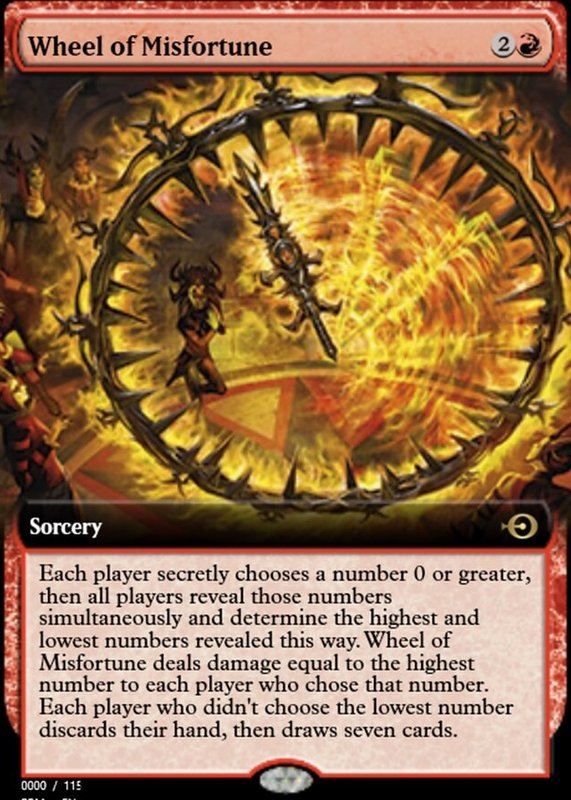 Wheel of Misfortune 2
Sorcery
Each player secretly chooses a number 0 or greater,
then all players reveal those numbers
simultaneously and determine the highest and
lowest numbers revealed this way. Wheel of
Misfortune deals damage equal to the highest
number to each player who chose that number.
Each player who didn't choose the lowest number
discards their hand, then draws seven cards.
0000 / 115